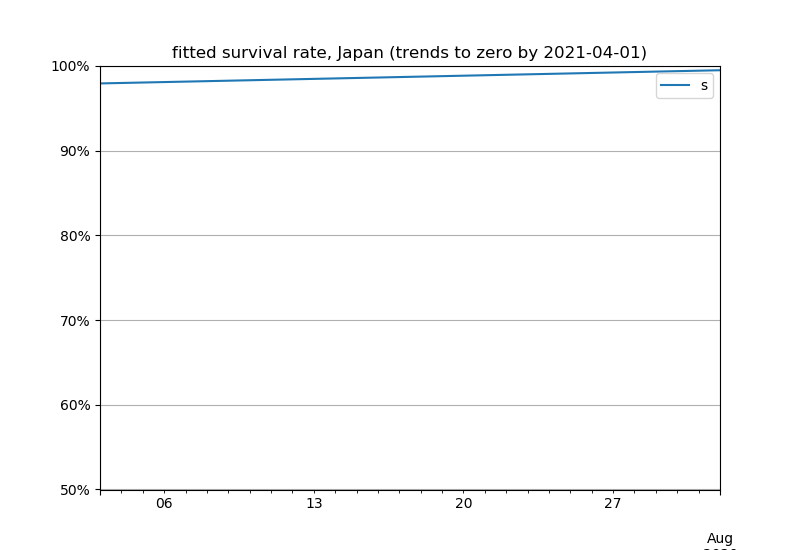 fitted survival rate, Japan (trends to zero by 2021-04-01)
100%
s
90%
80%
70%
60%
50%
06 13 20 27
Aug